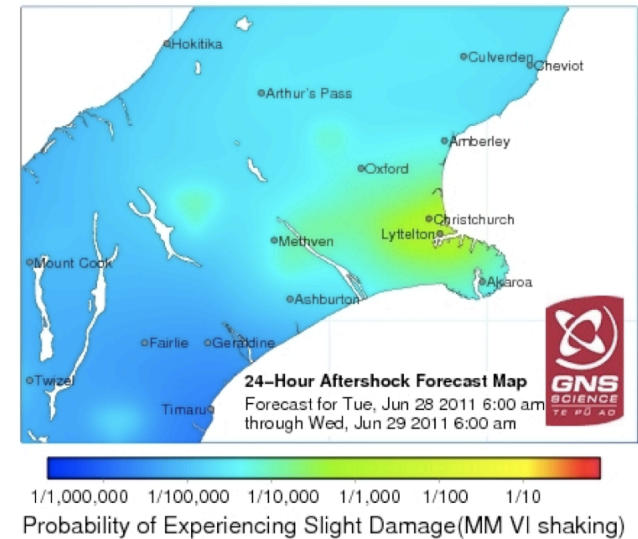 Hokitika
Culverden
Cheviot
Arthur's Pass
Amberley
Oxford
Christchurch
Lyttelton
Methven
Mount Cook
Akaroa
Ashburton
Fairlie
Geraldine
Twizel
Timaru
24-Hour Aftershock Forecast Map
Forecast for Tue, Jun 28 2011 6:00 am
through Wed, Jun 29 2011 6:00 am
GNS
SCIENCE
TE PŪ AO
1/1,000,000 1/100,000 1/10,000 1/1,000 1/100 1/10
Probability of Experiencing Slight Damage(MM VI shaking)